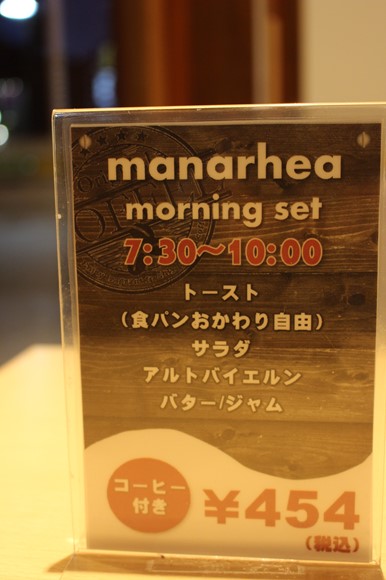 manarhea
morning set
7:30〜10:00
トースト
(食パンおかわり自由)
サラダ
アルトバイエルン
バター/ジャム
コーヒー
付き
¥454
(税込)